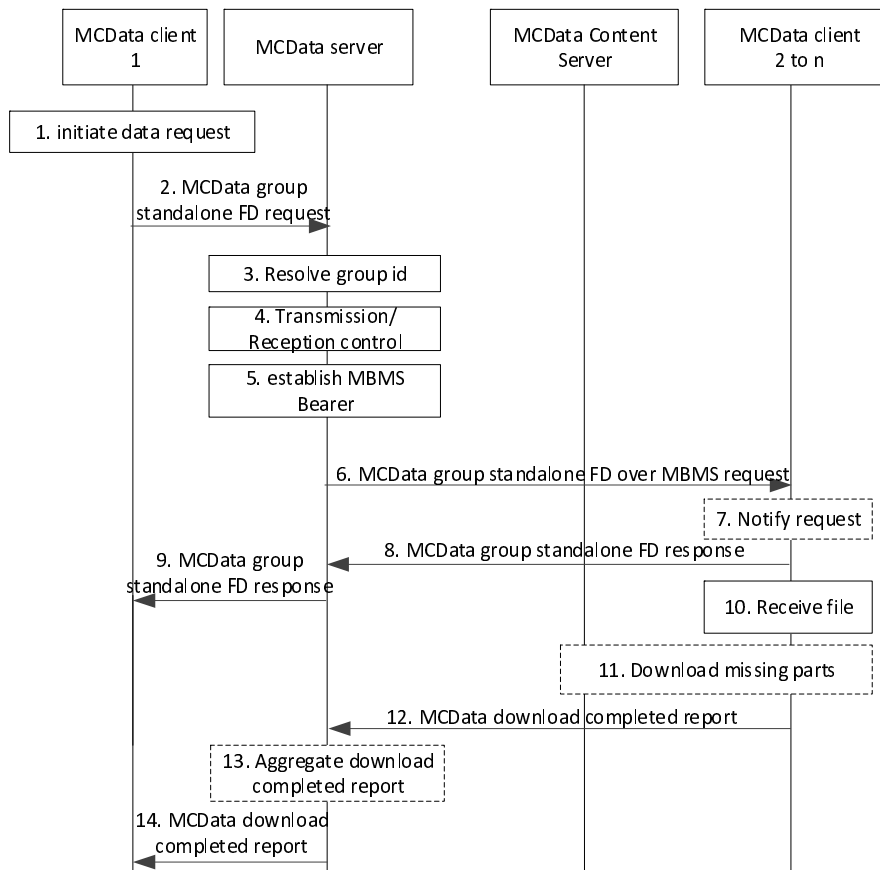 MCData client
1
MCData server
MCData Content
Server
MCData client
2 to n
1. initiate data request
2. MCData group
standalone FD request
3. Resolve group id
4. Transmission/
Reception control
5. establish MBMS
Bearer
6. MCData group standalone FD over MBMS request
7. Notify request
8. MCData group standalone FD response
9. MCData group
standalone FD response
10. Receive file
11. Download missing parts
12. MCData download completed report
13. Aggregate download
completed report
14. MCData download
completed report